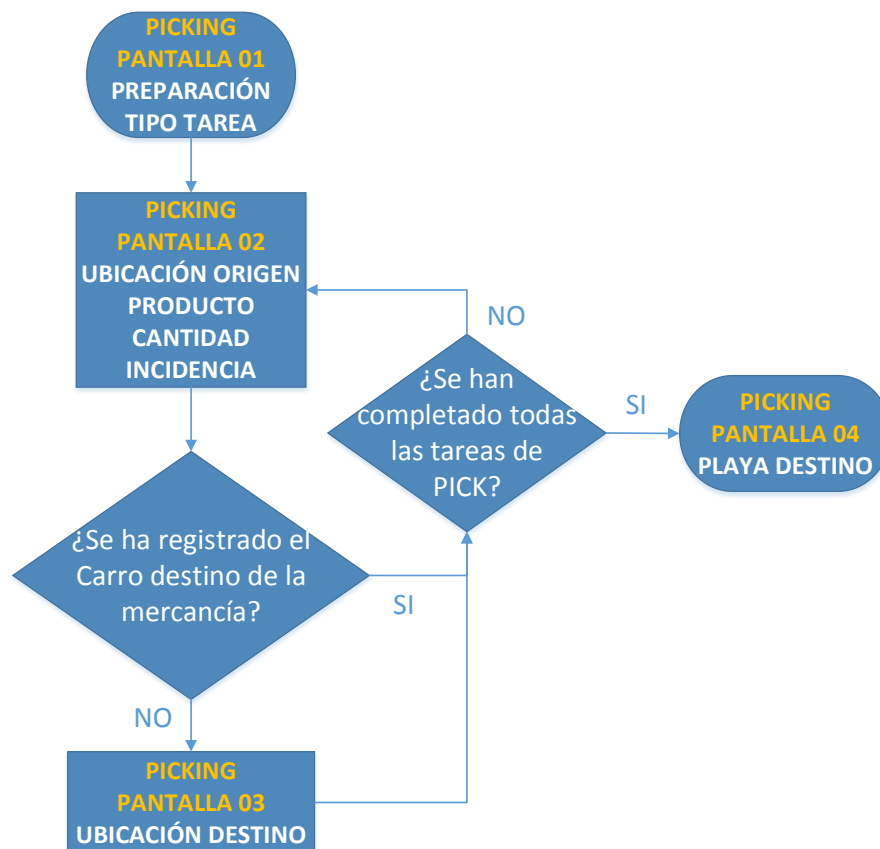 PICKING
PANTALLA 01
PREPARACIÓN
TIPO TAREA
PICKING
PANTALLA 02
UBICACIÓN ORIGEN
PRODUCTO
CANTIDAD
INCIDENCIA
NO
¿Se han
completado todas
las tareas de
PICK?
SI
PICKING
PANTALLA 04
PLAYA DESTINO
¿Se ha registrado el
Carro destino de la
mercancía?
SI
NO
PICKING
PANTALLA 03
UBICACIÓN DESTINO